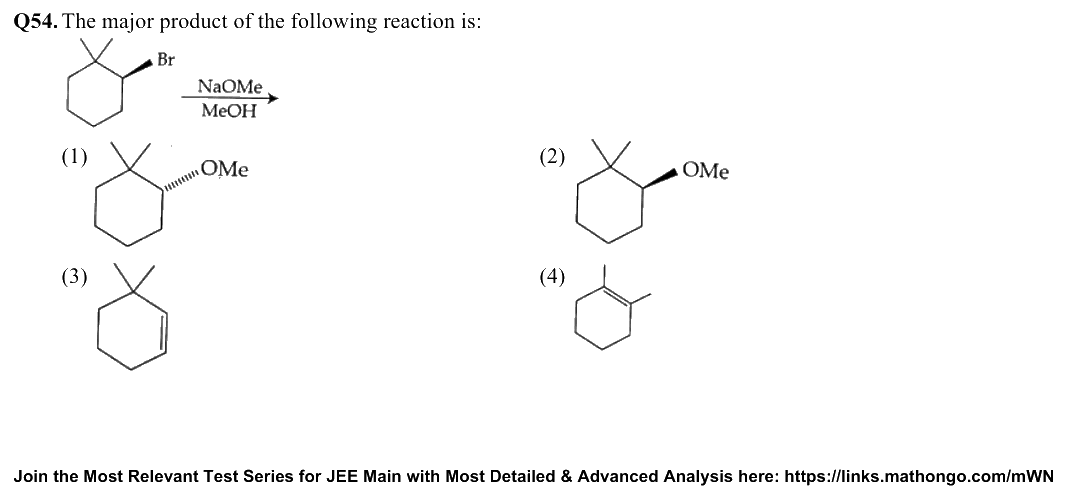 Q54. The major product of the following reaction is:
Br
NaOMe
MeOH
(1)
OMe
(2)
OMe
(3)
(4)
Join the Most Relevant Test Series for JEE Main with Most Detailed & Advanced Analysis here: https://links.mathongo.com/mWN